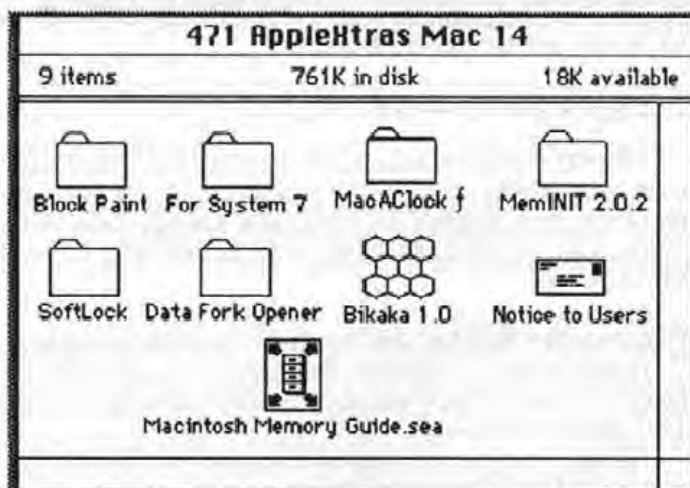 471 AppleXtras Mac 14
9 items 761K in disk 18K available
Block Paint For System 7 MacAClock ƒ MemINIT 2.0.2
SoftLock Data Fork Opener Bikaka 1.0 Notice to Users
Macintosh Memory Guide.sea